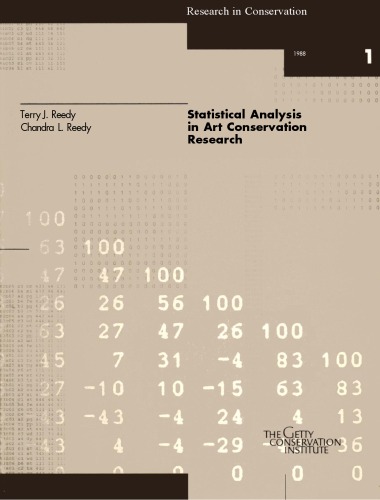 Research in Conservation
1988
1
Terry J. Reedy
Chandra L. Reedy
Statistical Analysis
in Art Conservation
Research
100
63 100
47 47 100
26 26 56 100
63 27 47 26 100
45 7 31 -4 83 100
27 -10 10 -15 63 83
43 -43 -4 24 4 13
43 4 -4 -29 -4 36
0 0 0 0 0
THE GETTY
CONSERVATION
INSTITUTE